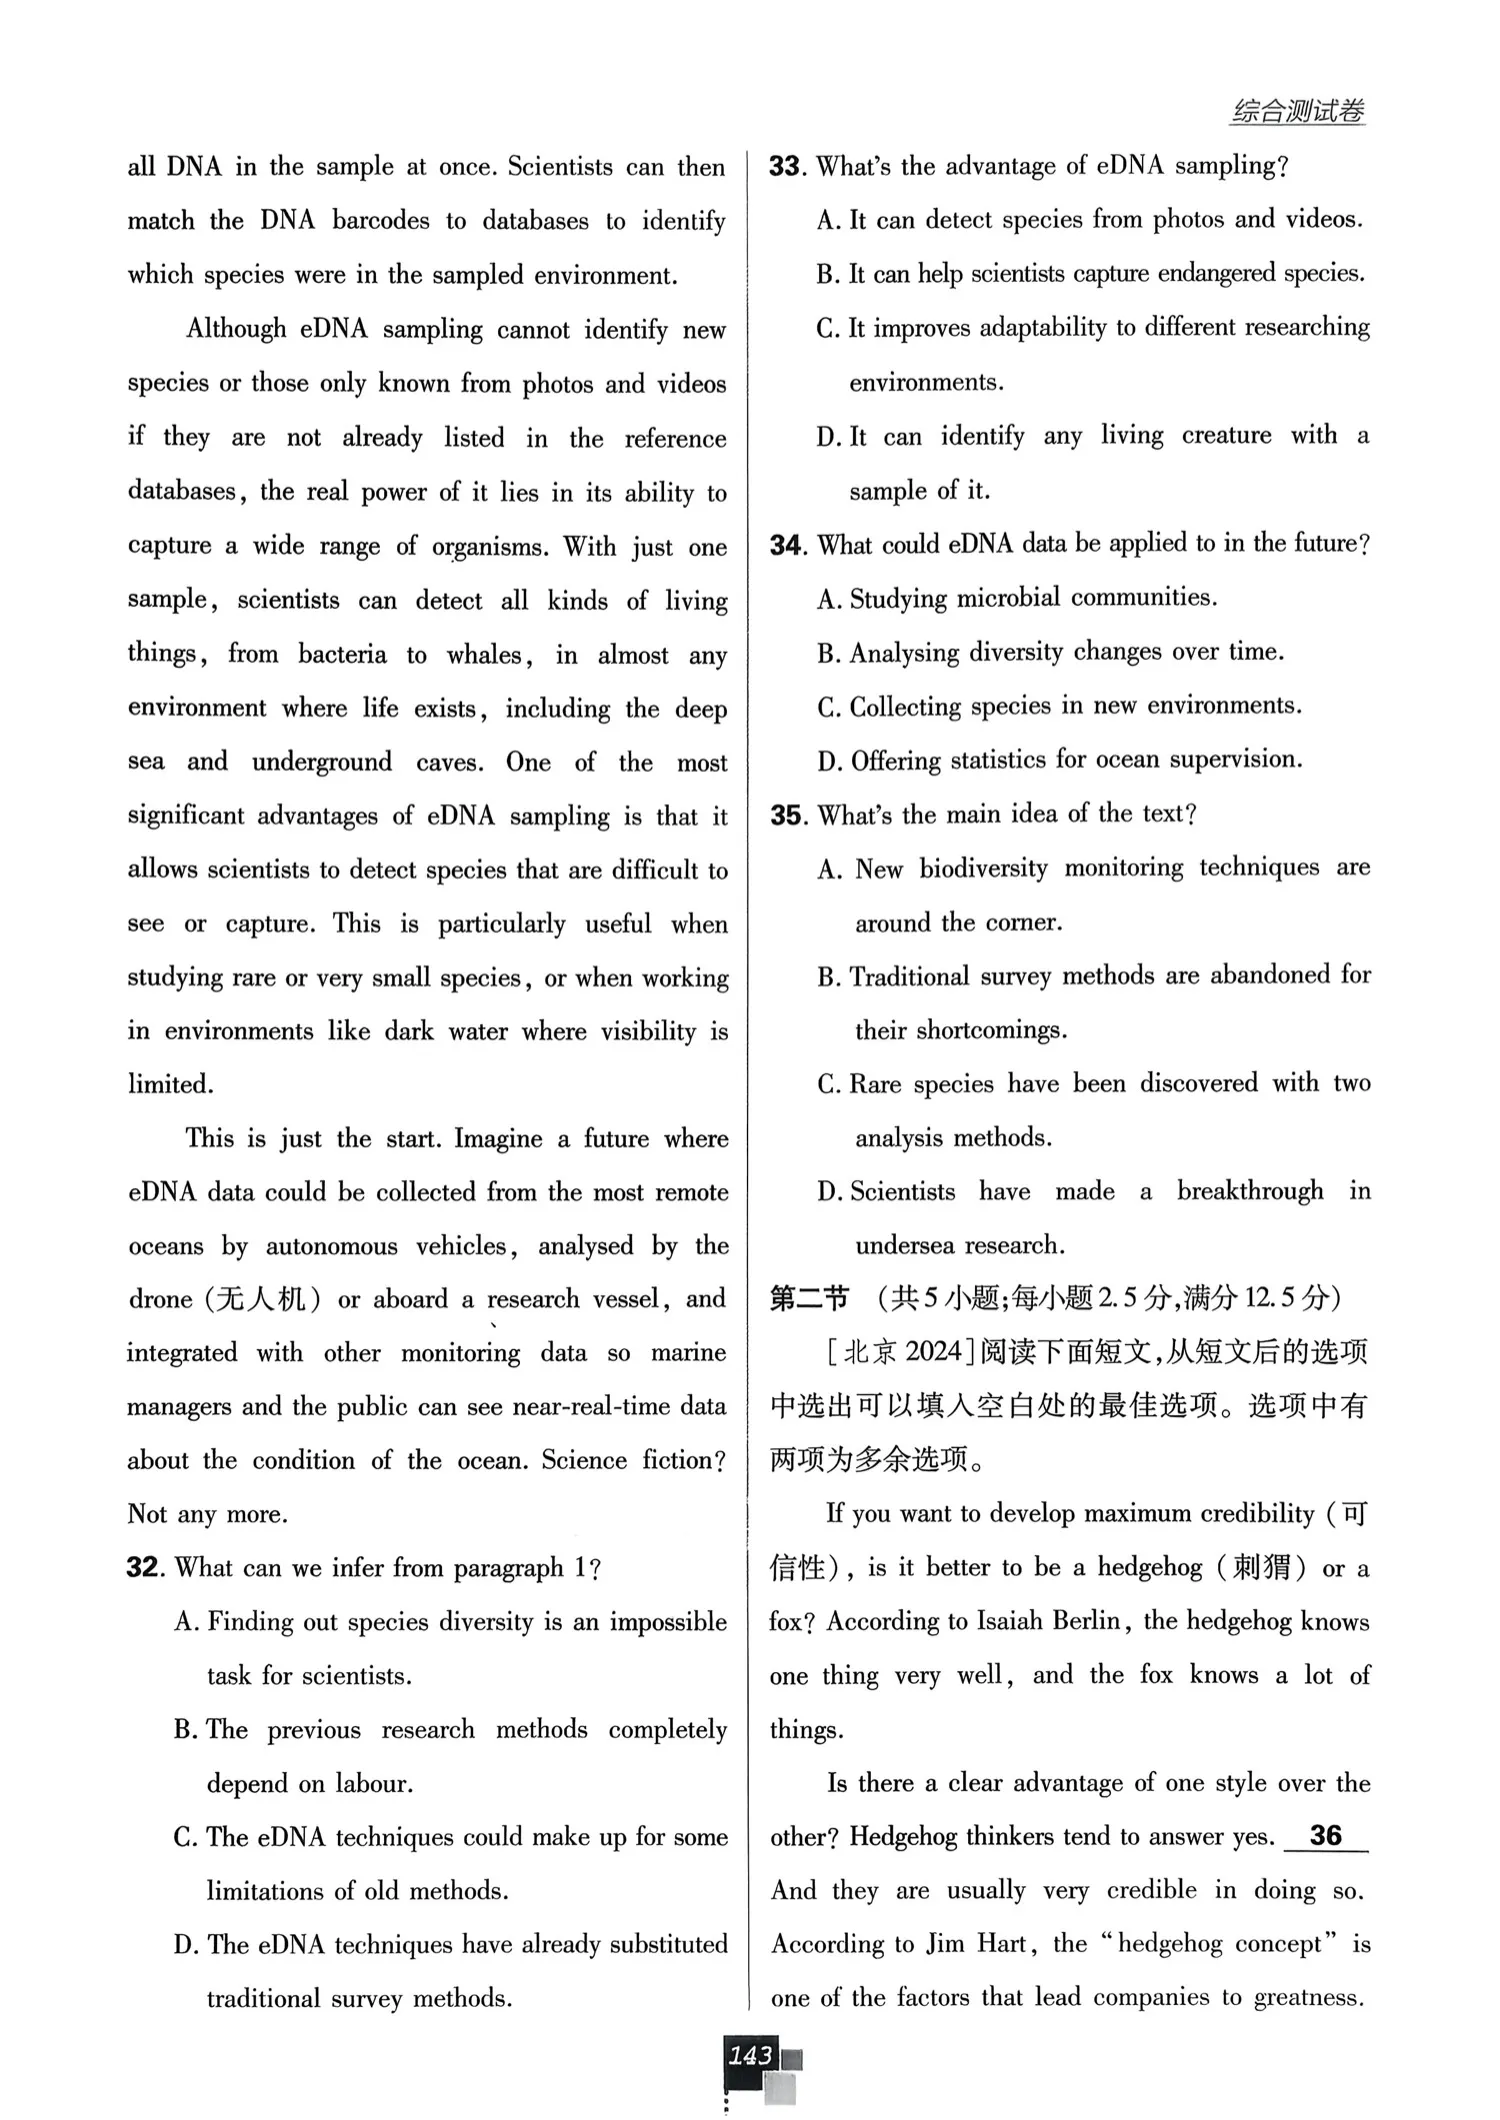 综合测试卷
all DNA in the sample at once. Scientists can then
match the DNA barcodes to databases to identify
which species were in the sampled environment.
Although eDNA sampling cannot identify new
species or those only known from photos and videos
if they are not already listed in the reference
databases, the real power of it lies in its ability to
capture a wide range of organisms. With just one
sample, scientists can detect all kinds of living
things, from bacteria to whales, in almost any
environment where life exists, including the deep
sea and underground caves. One of the most
significant advantages of eDNA sampling is that it
allows scientists to detect species that are difficult to
see or capture. This is particularly useful when
studying rare or very small species, or when working
in environments like dark water where visibility is
limited.
This is just the start. Imagine a future where
eDNA data could be collected from the most remote
oceans by autonomous vehicles, analysed by the
drone (无人机) or aboard a research vessel, and
integrated with other monitoring data so marine
managers and the public can see near-real-time data
about the condition of the ocean. Science fiction?
Not any more.
32. What can we infer from paragraph 1?
A. Finding out species diversity is an impossible
task for scientists.
B. The previous research methods completely
depend on labour.
C. The eDNA techniques could make up for some
limitations of old methods.
D. The eDNA techniques have already substituted
traditional survey methods.
33. What's the advantage of eDNA sampling?
A. It can detect species from photos and videos.
B. It can help scientists capture endangered species.
C. It improves adaptability to different researching
environments.
D. It can identify any living creature with a
sample of it.
34. What could eDNA data be applied to in the future?
A. Studying microbial communities.
B. Analysing diversity changes over time.
C. Collecting species in new environments.
D. Offering statistics for ocean supervision.
35. What's the main idea of the text?
A. New biodiversity monitoring techniques are
around the corner.
B. Traditional survey methods are abandoned for
their shortcomings.
C. Rare species have been discovered with two
analysis methods.
D. Scientists have made a breakthrough in
undersea research.
第二节 (共5小题;每小题2.5分,满分12.5分)
[北京2024]阅读下面短文,从短文后的选项
中选出可以填入空白处的最佳选项。选项中有
两项为多余选项。
If you want to develop maximum credibility (可
信性), is it better to be a hedgehog (刺猬) or a
fox? According to Isaiah Berlin, the hedgehog knows
one thing very well, and the fox knows a lot of
things.
Is there a clear advantage of one style over the
other? Hedgehog thinkers tend to answer yes. 36
And they are usually very credible in doing so.
According to Jim Hart, the "hedgehog concept" is
one of the factors that lead companies to greatness.
143